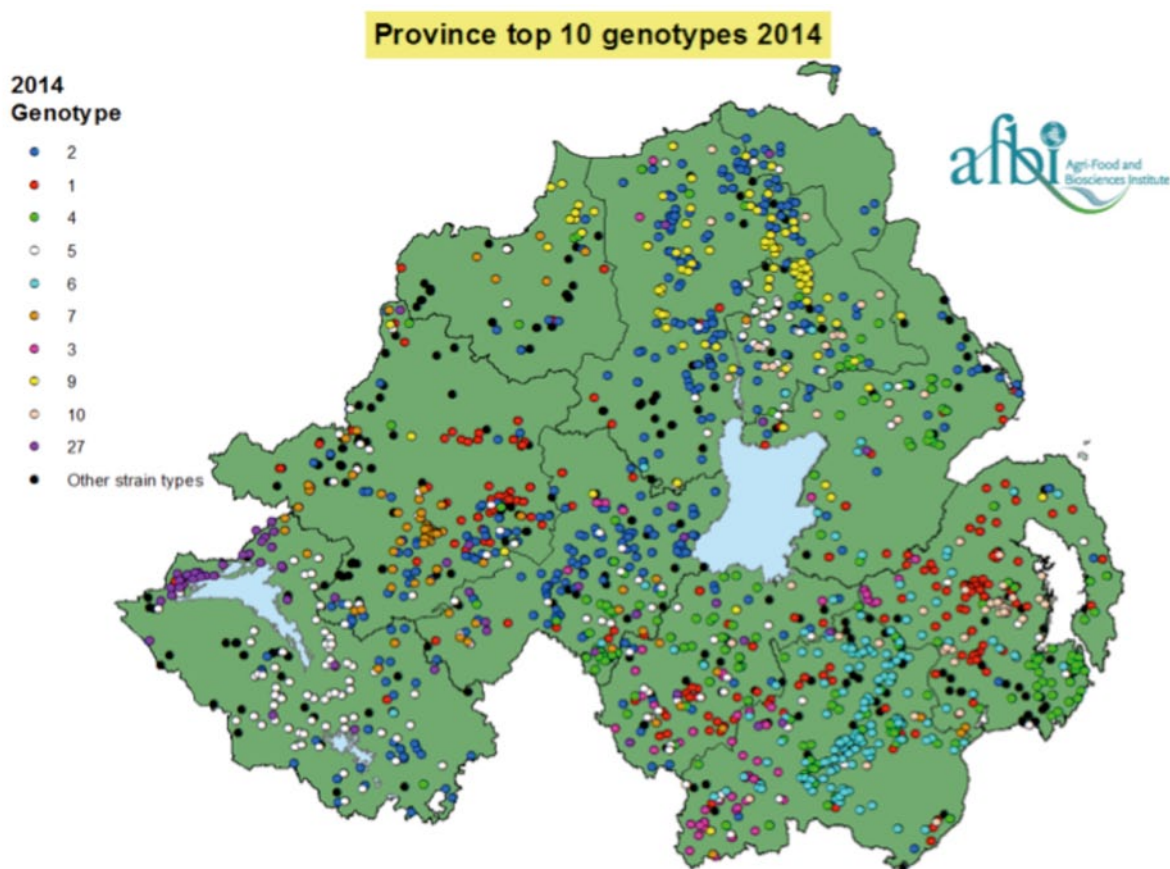 Province top 10 genotypes 2014
2014
Genotype
2
1
4
5
6
7
3
9
10
27
Other strain types
afbi
Agri-Food and
Biosciences Institute